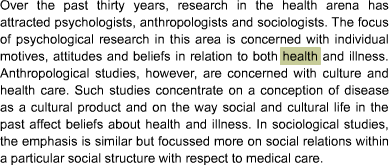 Over the past thirty years, research in the health arena has
attracted psychologists, anthropologists and sociologists. The focus
of psychological research in this area is concerned with individual
motives, attitudes and beliefs in relation to both health and illness.
Anthropological studies, however, are concerned with culture and
health care. Such studies concentrate on a conception of disease
as a cultural product and on the way social and cultural life in the
past affect beliefs about health and illness. In sociological studies,
the emphasis is similar but focussed more on social relations within
a particular social structure with respect to medical care.